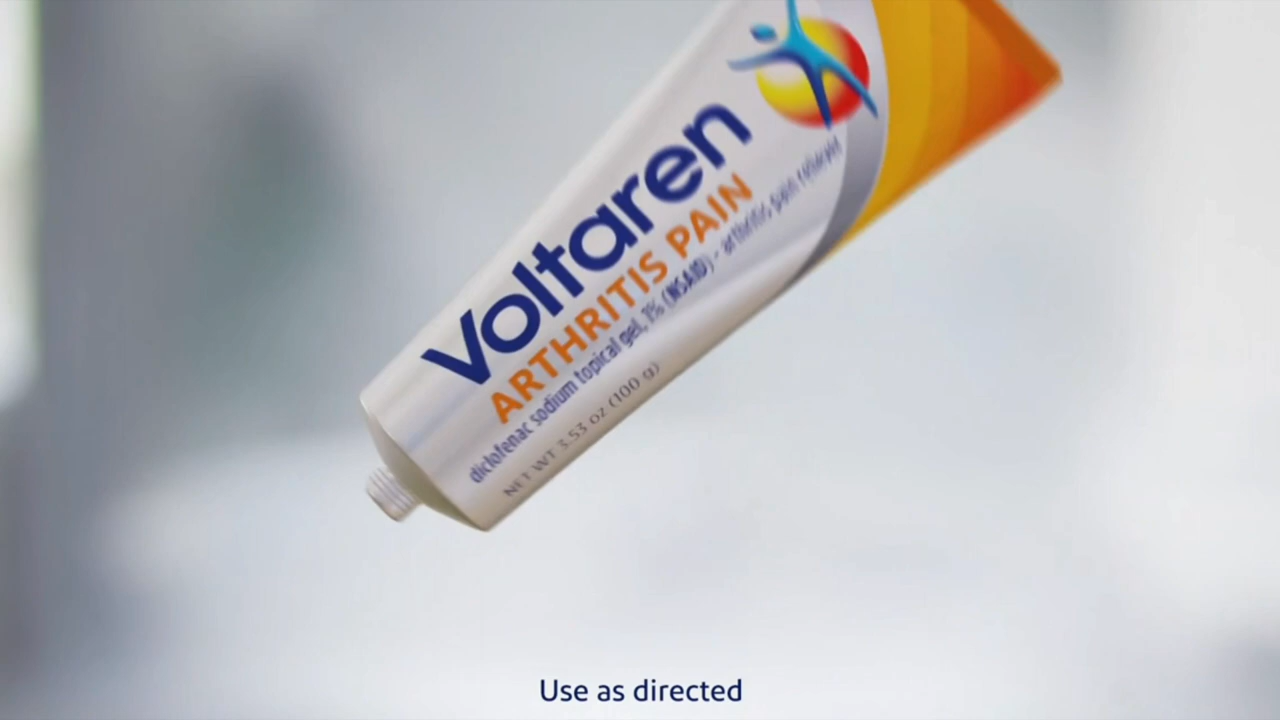 Voltaren
ARTHRITIS PAIN
diclofenac sodium topical gel, 1% (NSAID) - arthritis pain reliever
NET WT 3.53 oz (100 g)
Use as directed